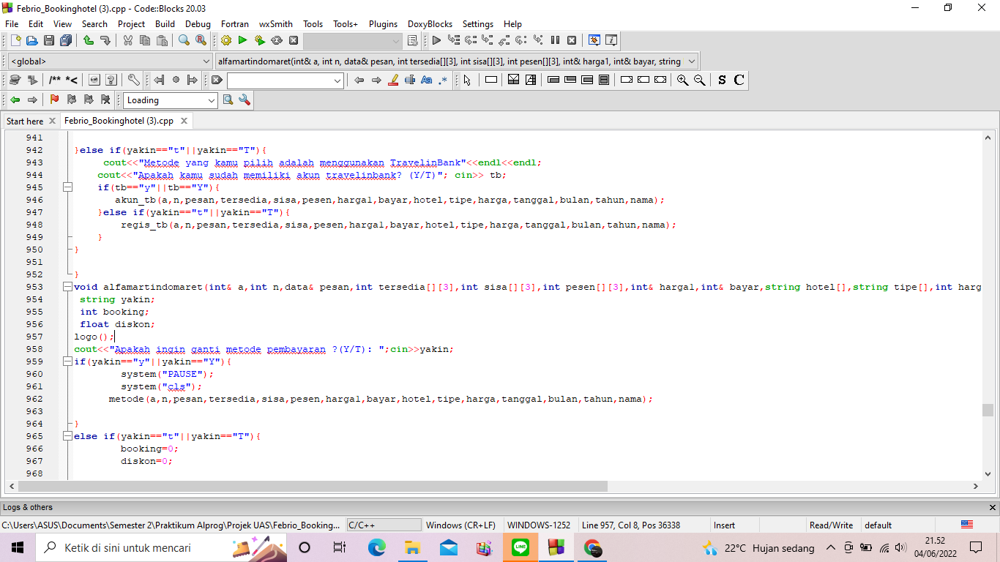 Febrio_Bookinghotel (3).cpp - Code::Blocks 20.03
File Edit View Search Project Build Debug Fortran wxSmith Tools Tools+ Plugins DoxyBlocks Settings Help
<global> alfamartindomaret(int& a, int n, data& pesan, int tersedia[][3], int sisa[][3], int pesen[][3], int& harga1, int& bayar, string
/** *< S C
Loading
Start here Febrio_Bookinghotel (3).cpp
941
942 }else if(yakin=="t"||yakin=="T"){
943 cout<<"Metode yang kamu pilih adalah menggunakan TravelinBank"<<endl<<endl;
944 cout<<"Apakah kamu sudah memiliki akun travelinbank? (Y/T)"; cin>> tb;
945 if(tb=="y"||tb=="Y"){
946 akun_tb(a,n,pesan,tersedia,sisa,pesen,harga1,bayar,hotel,tipe,harga,tanggal,bulan,tahun,nama);
947 }else if(yakin=="t"||yakin=="T"){
948 regis_tb(a,n,pesan,tersedia,sisa,pesen,harga1,bayar,hotel,tipe,harga,tanggal,bulan,tahun,nama);
949 }
950 }
951
952 }
953 void alfamartindomaret(int& a,int n,data& pesan,int tersedia[][3],int sisa[][3],int pesen[][3],int& harga1,int& bayar,string hotel[],string tipe[],int harg
954 string yakin;
955 int booking;
956 float diskon;
957 logo();
958 cout<<"Apakah ingin ganti metode pembayaran ?(Y/T): ";cin>>yakin;
959 if(yakin=="y"||yakin=="Y"){
960 system("PAUSE");
961 system("cls");
962 metode(a,n,pesan,tersedia,sisa,pesen,harga1,bayar,hotel,tipe,harga,tanggal,bulan,tahun,nama);
963
964 }
965 else if(yakin=="t"||yakin=="T"){
966 booking=0;
967 diskon=0;
968
Logs & others
C:\Users\ASUS\Documents\Semester 2\Praktikum Alprog\Projek UAS\Febrio_Booking... C/C++ Windows (CR+LF) WINDOWS-1252 Line 957, Col 8, Pos 36338 Insert Read/Write default
Ketik di sini untuk mencari LINE 22°C Hujan sedang 21.52
04/06/2022